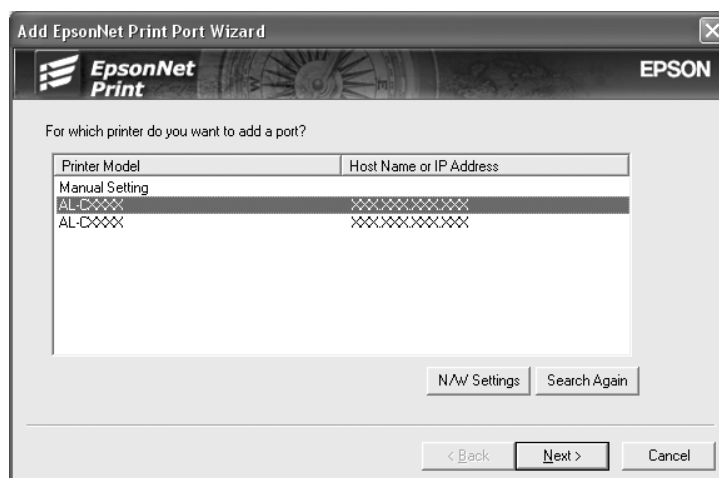 Add EpsonNet Print Port Wizard
EpsonNet
Print
EPSON
For which printer do you want to add a port?
Printer Model Host Name or IP Address
Manual Setting
AL-CXXXX XXX.XXX.XXX.XXX
AL-CXXXX XXX.XXX.XXX.XXX
N/W Settings Search Again
< Back Next > Cancel